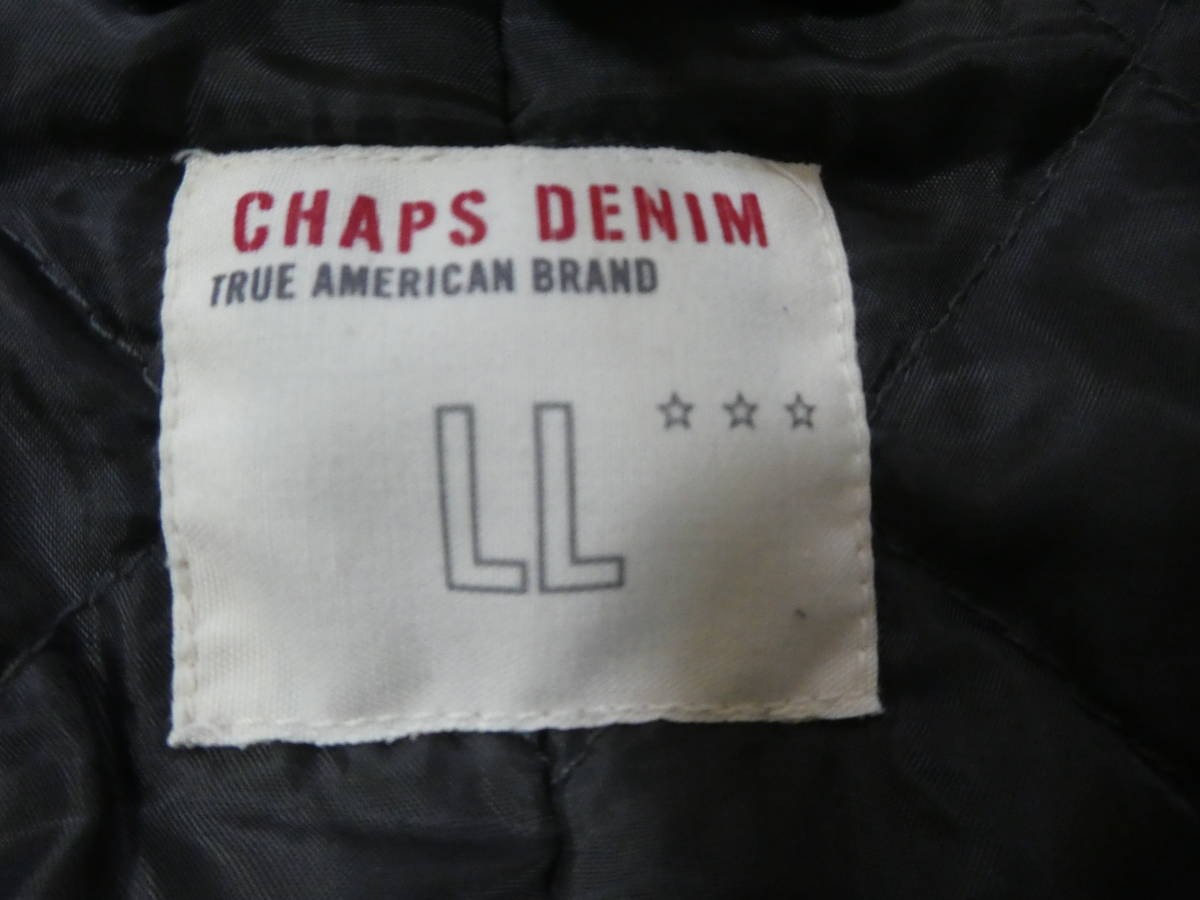 CHAPS DENIM
TRUE AMERICAN BRAND
LL ☆ ☆ ☆